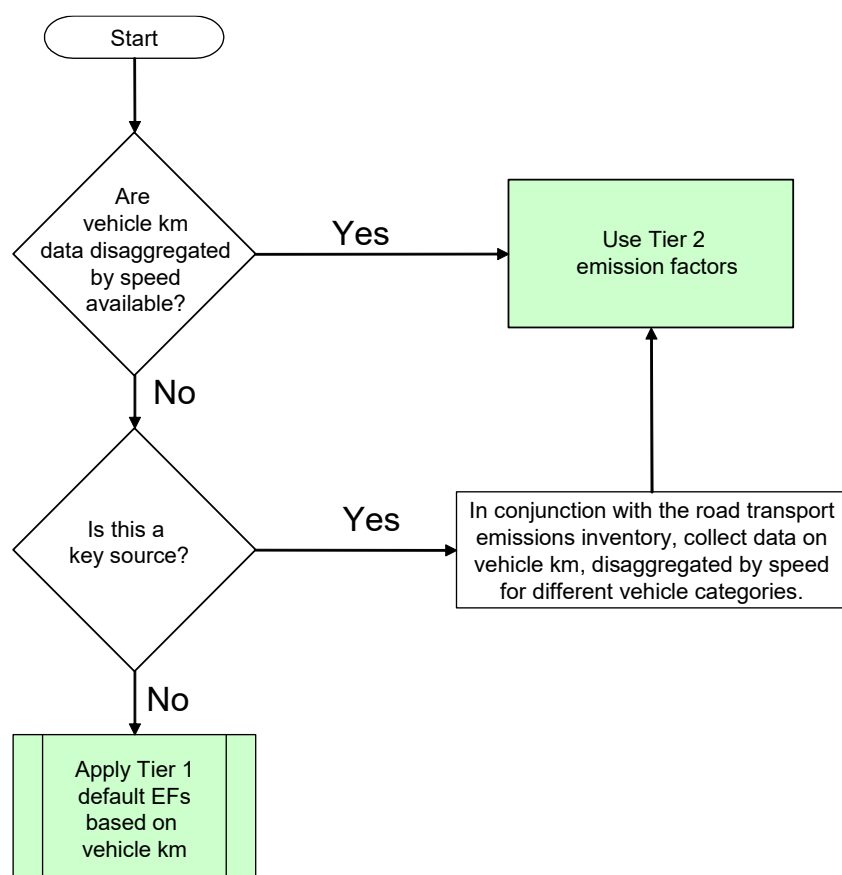 Start
Are
vehicle km
data disaggregated
by speed
available?
Yes
Use Tier 2
emission factors
No
Is this a
key source?
Yes
In conjunction with the road transport
emissions inventory, collect data on
vehicle km, disaggregated by speed
for different vehicle categories.
No
Apply Tier 1
default EFs
based on
vehicle km